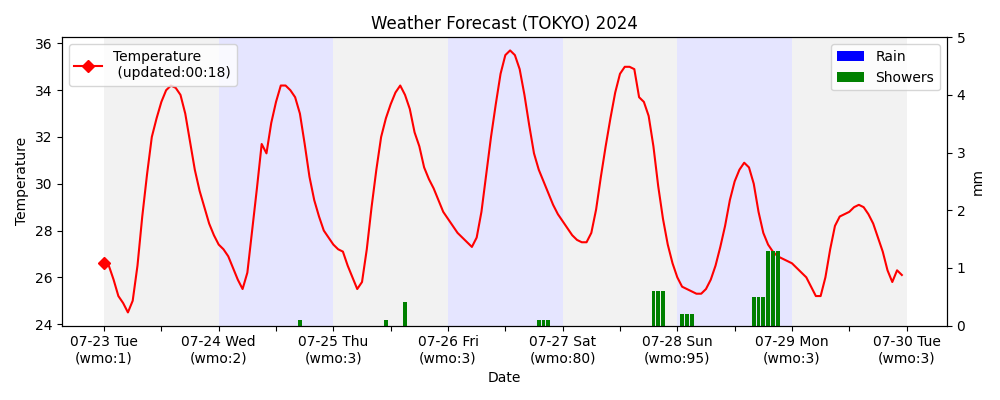 Weather Forecast (TOKYO) 2024
Temperature
(updated:00:18)
Rain
Showers
36
34
32
30
28
26
24
Temperature
5
4
3
2
1
0
mm
07-23 Tue
(wmo:1)
07-24 Wed
(wmo:2)
07-25 Thu
(wmo:3)
07-26 Fri
(wmo:3)
07-27 Sat
(wmo:80)
07-28 Sun
(wmo:95)
07-29 Mon
(wmo:3)
07-30 Tue
(wmo:3)
Date